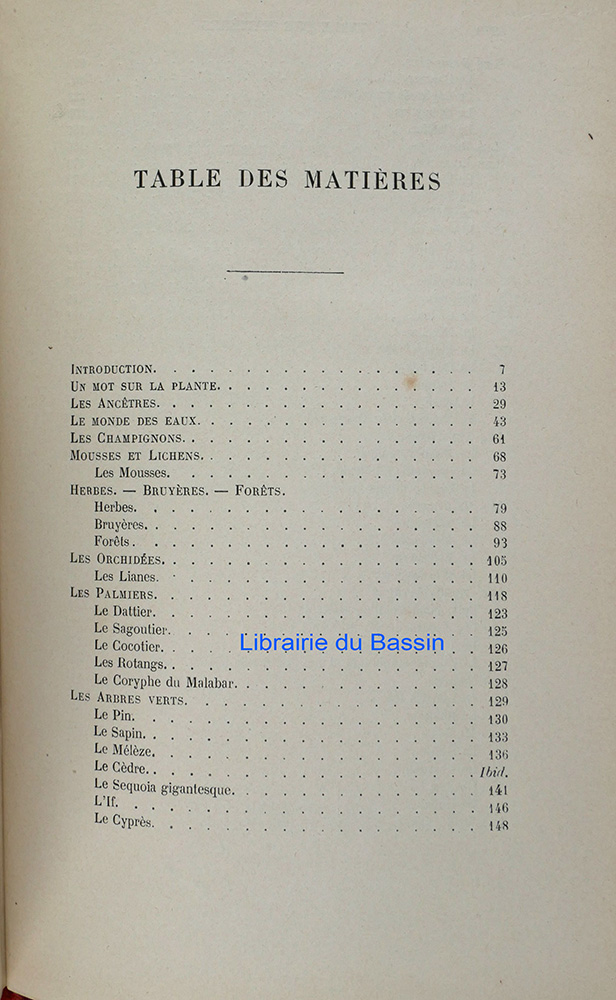 TABLE DES MATIÈRES
INTRODUCTION. . . . . . . . . . . . . . . . . . 7
UN MOT SUR LA PLANTE. . . . . . . . . . . . . . 13
LES ANCÊTRES. . . . . . . . . . . . . . . . . . 29
LE MONDE DES EAUX. . . . . . . . . . . . . . . 43
LES CHAMPIGNONS. . . . . . . . . . . . . . . . 61
MOUSSES ET LICHENS. . . . . . . . . . . . . . . 68
Les Mousses. . . . . . . . . . . . . . . . . 73
HERBES. — BRUYÈRES. — FORÊTS.
Herbes. . . . . . . . . . . . . . . . . . . 79
Bruyères. . . . . . . . . . . . . . . . . . 88
Forêts. . . . . . . . . . . . . . . . . . . 93
LES ORCHIDÉES. . . . . . . . . . . . . . . . . 105
Les Lianes. . . . . . . . . . . . . . . . . 110
LES PALMIERS. . . . . . . . . . . . . . . . . . 118
Le Dattier. . . . . . . . . . . . . . . . . 123
Le Sagoutier. . . . . . . . . . . . . . . . 125
Librairie du Bassin
Le Cocotier. . . . . . . . . . . . . . . . . 126
Les Rotangs. . . . . . . . . . . . . . . . . 127
Le Coryphe du Malabar. . . . . . . . . . . . 128
LES ARBRES VERTS. . . . . . . . . . . . . . . . 129
Le Pin. . . . . . . . . . . . . . . . . . . 130
Le Sapin. . . . . . . . . . . . . . . . . . 133
Le Mélèze. . . . . . . . . . . . . . . . . . 136
Le Cèdre. . . . . . . . . . . . . . . . . . Ibid.
Le Sequoia gigantesque. . . . . . . . . . . 141
L'If. . . . . . . . . . . . . . . . . . . . 146
Le Cyprès. . . . . . . . . . . . . . . . . . 148